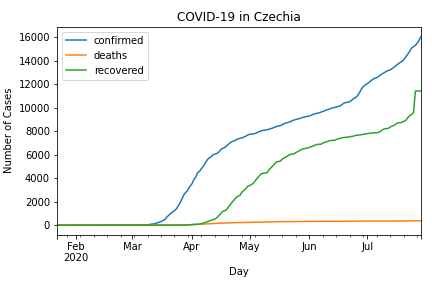 COVID-19 in Czechia
confirmed
deaths
recovered
Number of Cases
16000
14000
12000
10000
8000
6000
4000
2000
0
Feb Mar Apr May Jun Jul
2020
Day